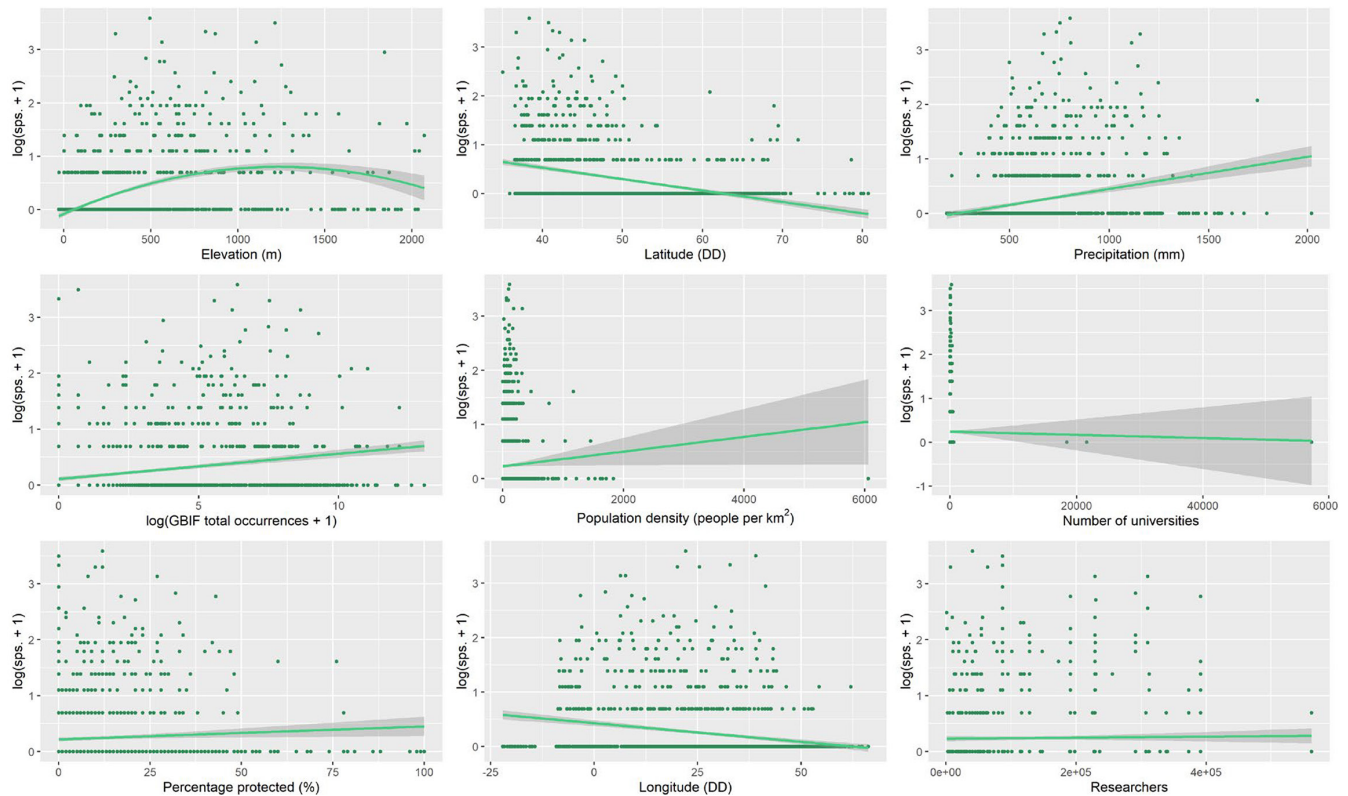 log(sps. + 1)
3
2
1
0
0 500 1000 1500 2000
Elevation (m)
log(sps. + 1)
3
2
1
0
40 50 60 70 80
Latitude (DD)
log(sps. + 1)
3
2
1
0
500 1000 1500 2000
Precipitation (mm)
log(sps. + 1)
3
2
1
0
0 5 10
log(GBIF total occurrences + 1)
log(sps. + 1)
3
2
1
0
0 2000 4000 6000
Population density (people per km²)
log(sps. + 1)
3
2
1
0
-1
0 20000 40000 6000
Number of universities
log(sps. + 1)
3
2
1
0
0 25 50 75 100
Percentage protected (%)
log(sps. + 1)
3
2
1
0
-25 0 25 50
Longitude (DD)
log(sps. + 1)
3
2
1
0
0e+00 2e+05 4e+05
Researchers